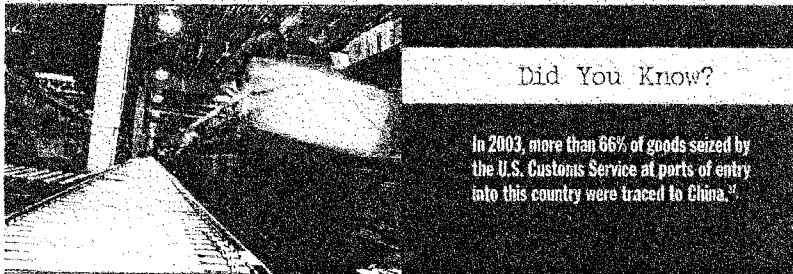 Did You Know?
In 2003, more than 66% of goods seized by
the U.S. Customs Service at ports of entry
into this country were traced to China.